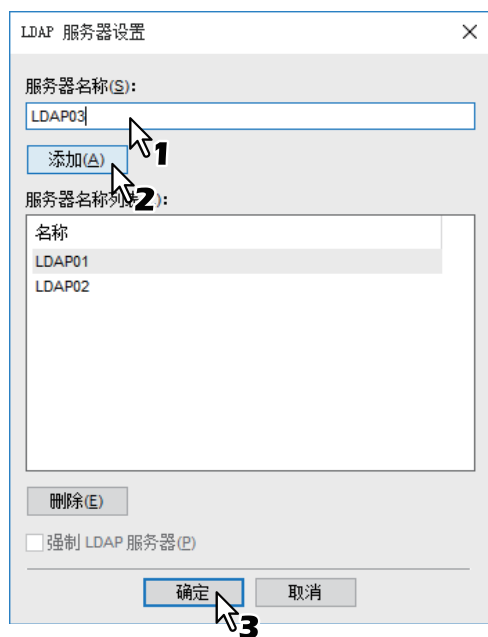 LDAP 服务器设置
服务器名称(S):
LDAP03
1
添加(A)
2
服务器名称列 ):
名称
LDAP01
LDAP02
删除(E)
强制 LDAP 服务器(P)
确定 取消
3